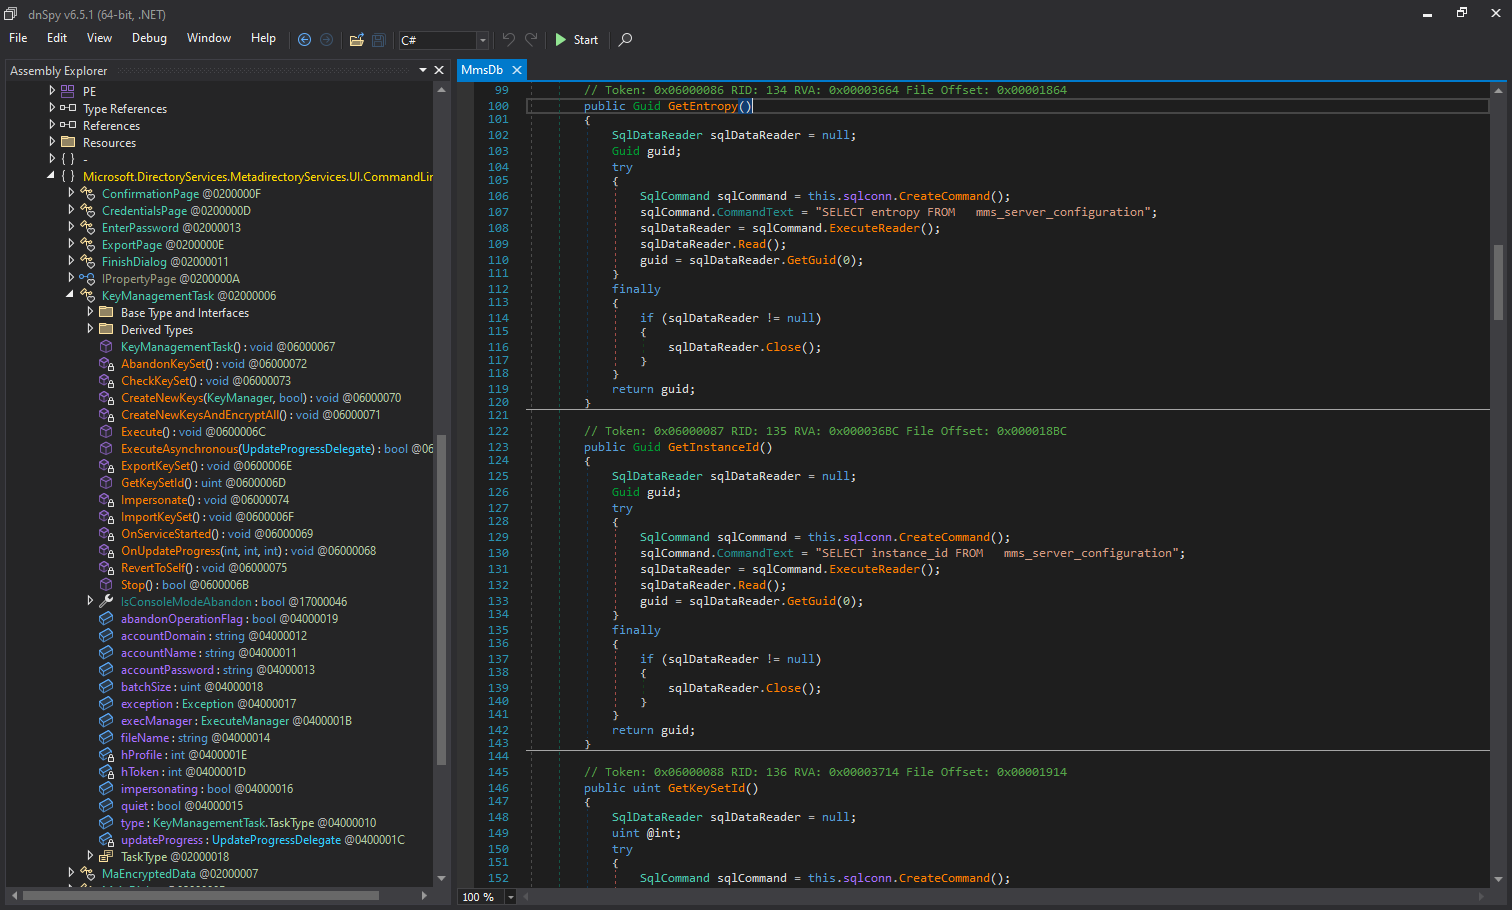 dnSpy v6.5.1 (64-bit, .NET)
File Edit View Debug Window Help C# Start
Assembly Explorer
PE
Type References
References
Resources
{ } -
{ } Microsoft.DirectoryServices.MetadirectoryServices.UI.CommandLi
ConfirmationPage @0200000F
CredentialsPage @0200000D
EnterPassword @02000013
ExportPage @0200000E
FinishDialog @02000011
IPropertyPage @0200000A
KeyManagementTask @02000006
Base Type and Interfaces
Derived Types
KeyManagementTask() : void @06000067
AbandonKeySet() : void @06000072
CheckKeySet() : void @06000073
CreateNewKeys(KeyManager, bool) : void @06000070
CreateNewKeysAndEncryptAll() : void @06000071
Execute() : void @0600006C
ExecuteAsynchronous(UpdateProgressDelegate) : bool @06
ExportKeySet() : void @0600006E
GetKeySetId() : uint @0600006D
Impersonate() : void @06000074
ImportKeySet() : void @0600006F
OnServiceStarted() : void @06000069
OnUpdateProgress(int, int, int) : void @06000068
RevertToSelf() : void @06000075
Stop() : bool @0600006B
IsConsoleModeAbandon : bool @17000046
abandonOperationFlag : bool @04000019
accountDomain : string @04000012
accountName : string @04000011
accountPassword : string @04000013
batchSize : uint @04000018
exception : Exception @04000017
execManager : ExecuteManager @0400001B
fileName : string @04000014
hProfile : int @0400001E
hToken : int @0400001D
impersonating : bool @04000016
quiet : bool @04000015
type : KeyManagementTask.TaskType @04000010
updateProgress : UpdateProgressDelegate @0400001C
TaskType @02000018
MaEncryptedData @02000007
MmsDb
99 // Token: 0x06000086 RID: 134 RVA: 0x00003664 File Offset: 0x00001864
100 public Guid GetEntropy()
101 {
102 SqlDataReader sqlDataReader = null;
103 Guid guid;
104 try
105 {
106 SqlCommand sqlCommand = this.sqlconn.CreateCommand();
107 sqlCommand.CommandText = "SELECT entropy FROM   mms_server_configuration";
108 sqlDataReader = sqlCommand.ExecuteReader();
109 sqlDataReader.Read();
110 guid = sqlDataReader.GetGuid(0);
111 }
112 finally
113 {
114 if (sqlDataReader != null)
115 {
116 sqlDataReader.Close();
117 }
118 }
119 return guid;
120 }
121
122 // Token: 0x06000087 RID: 135 RVA: 0x000036BC File Offset: 0x000018BC
123 public Guid GetInstanceId()
124 {
125 SqlDataReader sqlDataReader = null;
126 Guid guid;
127 try
128 {
129 SqlCommand sqlCommand = this.sqlconn.CreateCommand();
130 sqlCommand.CommandText = "SELECT instance_id FROM   mms_server_configuration";
131 sqlDataReader = sqlCommand.ExecuteReader();
132 sqlDataReader.Read();
133 guid = sqlDataReader.GetGuid(0);
134 }
135 finally
136 {
137 if (sqlDataReader != null)
138 {
139 sqlDataReader.Close();
140 }
141 }
142 return guid;
143 }
144
145 // Token: 0x06000088 RID: 136 RVA: 0x00003714 File Offset: 0x00001914
146 public uint GetKeySetId()
147 {
148 SqlDataReader sqlDataReader = null;
149 uint @int;
150 try
151 {
152 SqlCommand sqlCommand = this.sqlconn.CreateCommand();
100 %